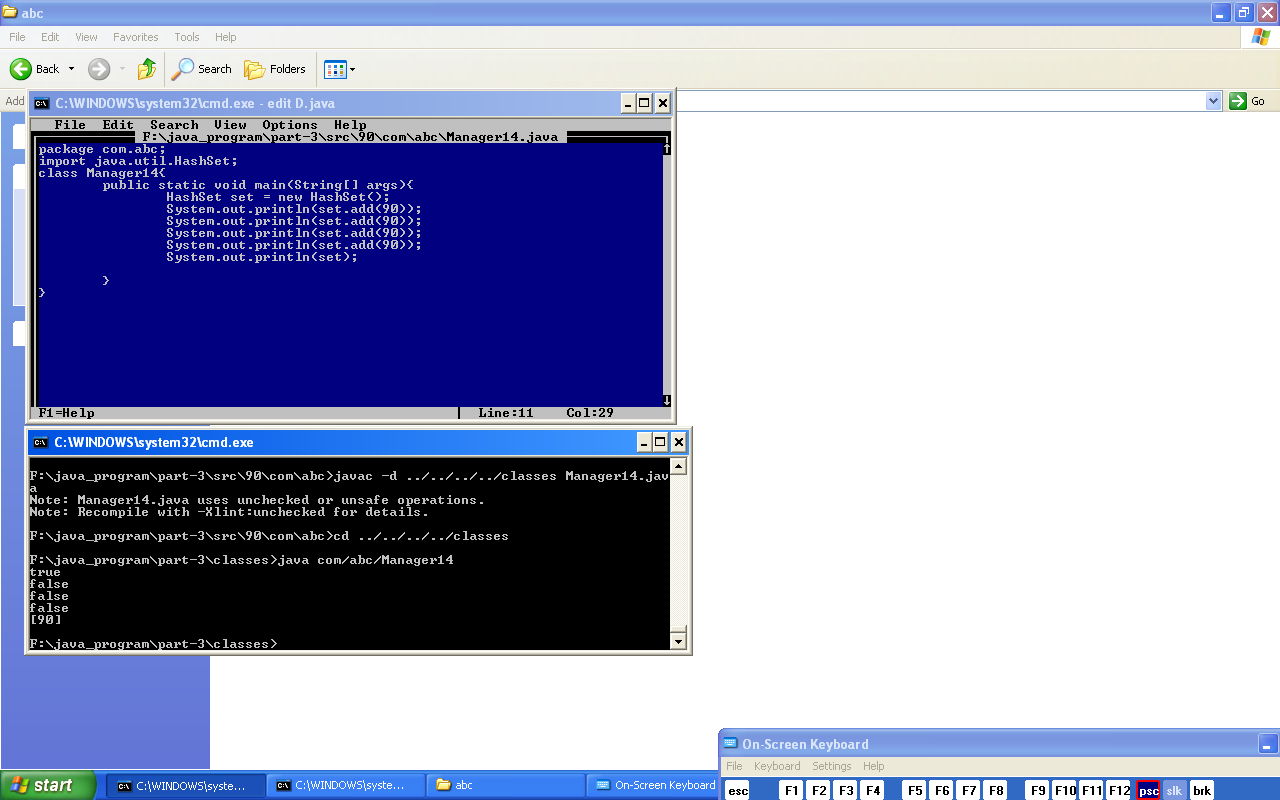 abc
File Edit View Favorites Tools Help
Back Search Folders
Add Go
C:\WINDOWS\system32\cmd.exe - edit D.java
File Edit Search View Options Help
F:\java_program\part-3\src\90\com\abc\Manager14.java
package com.abc;
import java.util.HashSet;
class Manager14{
public static void main(String[] args){
HashSet set = new HashSet();
System.out.println(set.add(90));
System.out.println(set.add(90));
System.out.println(set.add(90));
System.out.println(set.add(90));
System.out.println(set);
}
}
F1=Help Line:11 Col:29
C:\WINDOWS\system32\cmd.exe
F:\java_program\part-3\src\90\com\abc>javac -d ../../../../classes Manager14.jav
a
Note: Manager14.java uses unchecked or unsafe operations.
Note: Recompile with -Xlint:unchecked for details.
F:\java_program\part-3\src\90\com\abc>cd ../../../../classes
F:\java_program\part-3\classes>java com/abc/Manager14
true
false
false
false
[90]
F:\java_program\part-3\classes>
On-Screen Keyboard
File Keyboard Settings Help
esc F1 F2 F3 F4 F5 F6 F7 F8 F9 F10 F11 F12 psc slk brk
start C:\WINDOWS\syste... C:\WINDOWS\syste... abc On-Screen Keyboard